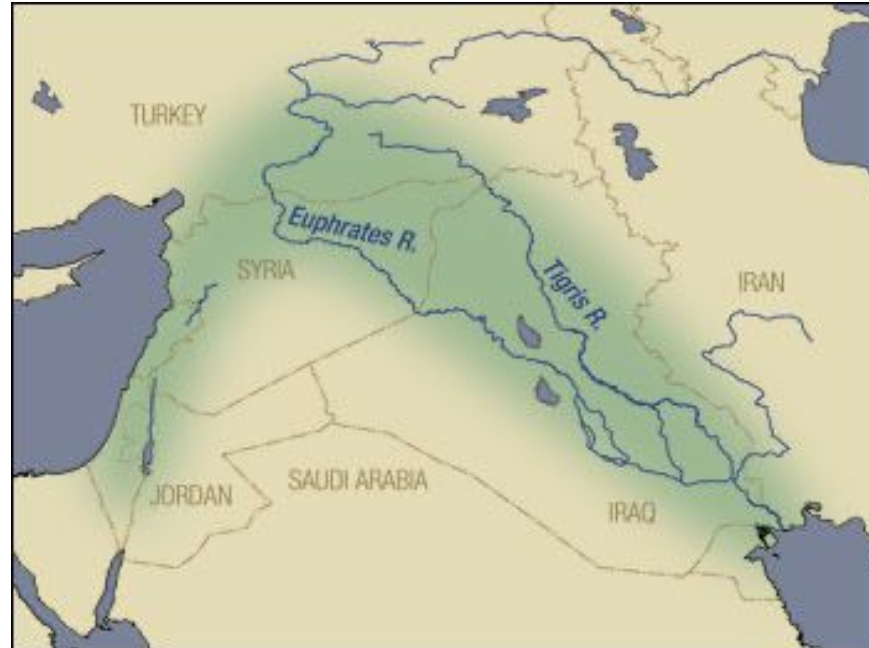 TURKEY
Euphrates R.
SYRIA
Tigris R.
IRAN
JORDAN
SAUDI ARABIA
IRAQ